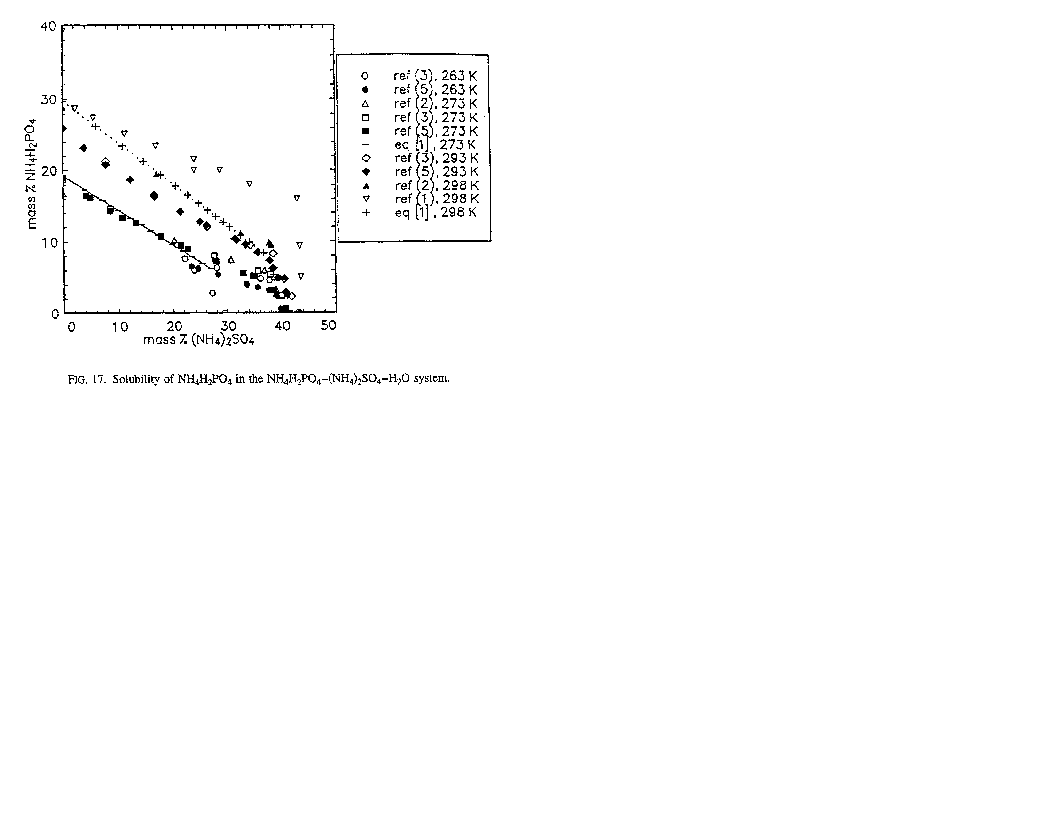 40
30
20
10
0
mass % NH₄H₂PO₄
0 10 20 30 40 50
mass % (NH₄)₂SO₄
ref (3), 263 K
ref (5), 263 K
ref (2), 273 K
ref (3), 273 K
ref (5), 273 K
eq [1], 273 K
ref (3), 293 K
ref (5), 293 K
ref (2), 298 K
ref (1), 298 K
eq [1], 298 K
FIG. 17. Solubility of NH₄H₂PO₄ in the NH₄H₂PO₄–(NH₄)₂SO₄–H₂O system.